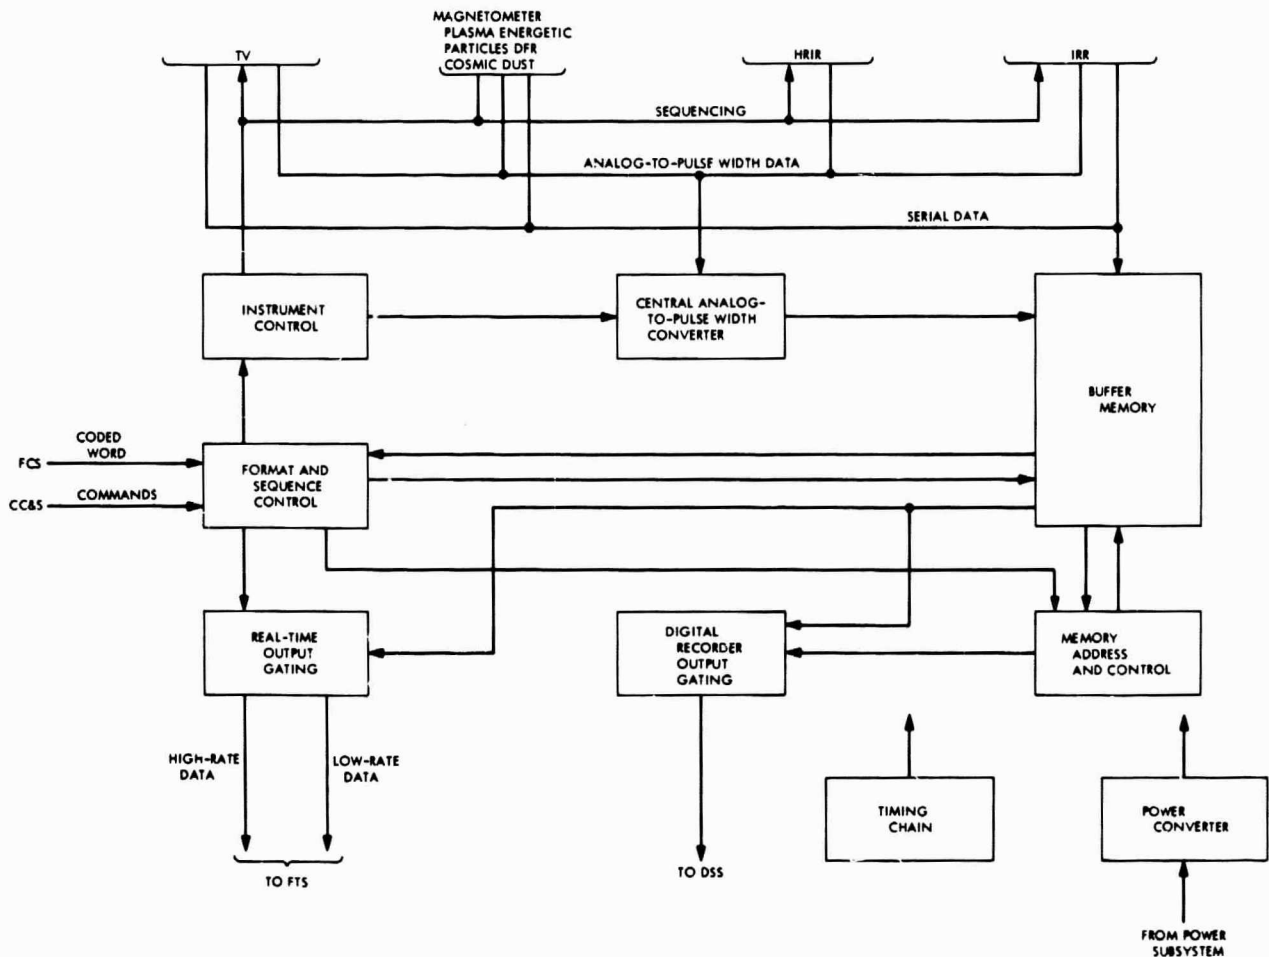 MAGNETOMETER
PLASMA ENERGETIC
PARTICLES DFR
COSMIC DUST
TV
HRIR
IRR
SEQUENCING
ANALOG-TO-PULSE WIDTH DATA
SERIAL DATA
INSTRUMENT
CONTROL
CENTRAL ANALOG-
TO-PULSE WIDTH
CONVERTER
BUFFER
MEMORY
FCS
CODED
WORD
CC&S
COMMANDS
FORMAT AND
SEQUENCE
CONTROL
REAL-TIME
OUTPUT
GATING
DIGITAL
RECORDER
OUTPUT
GATING
MEMORY
ADDRESS
AND CONTROL
HIGH-RATE
DATA
LOW-RATE
DATA
TIMING
CHAIN
POWER
CONVERTER
TO FTS
TO DSS
FROM POWER
SUBSYSTEM